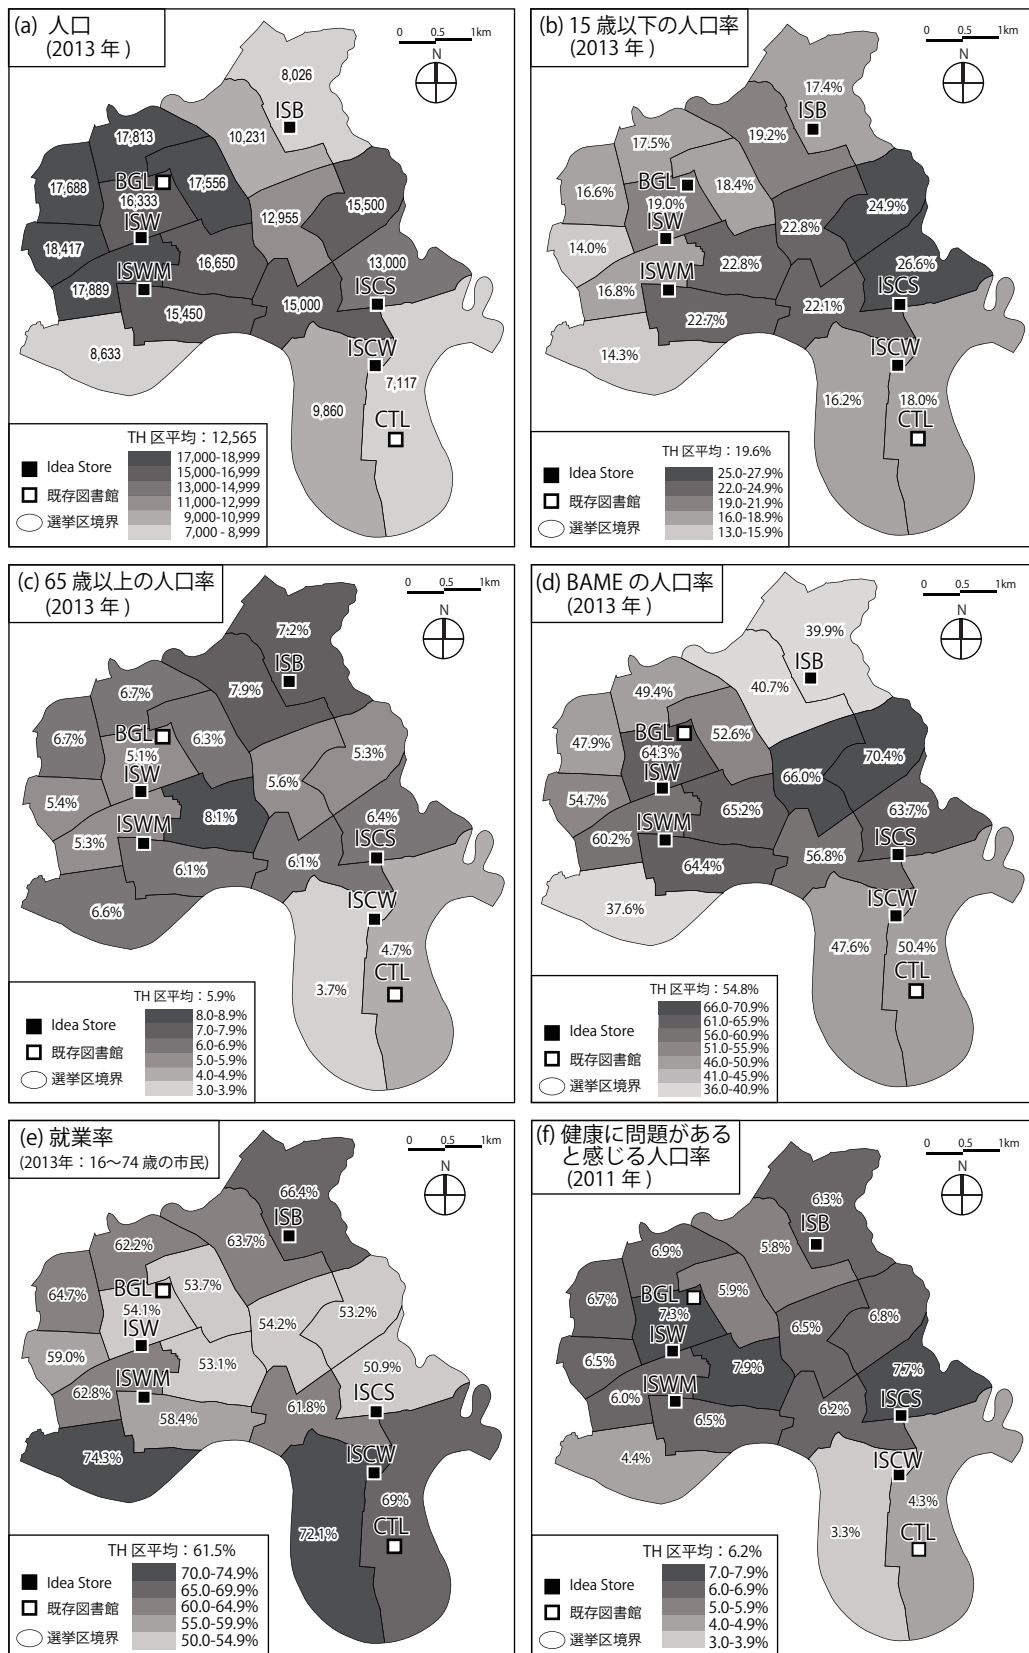 (a) 人口
(2013 年 )
0 0.5 1km
N
8,026
ISB
10,231
17,813
BGL
17,556
17,688
16,333
ISW
15,500
12,955
18,417
ISWM
16,650
13,000
17,889
15,000
ISCS
15,450
8,633
ISCW
7,117
9,860
CTL
TH 区平均：12,565
Idea Store
既存図書館
選挙区境界
17,000-18,999
15,000-16,999
13,000-14,999
11,000-12,999
9,000-10,999
7,000 - 8,999
(b) 15 歳以下の人口率
(2013 年 )
0 0.5 1km
N
17.4%
ISB
19.2%
17.5%
BGL
18.4%
16.6%
19.0%
ISW
24.9%
22.8%
14.0%
ISWM
22.8%
26.6%
16.8%
22.1%
ISCS
22.7%
14.3%
ISCW
16.2%
18.0%
CTL
TH 区平均：19.6%
Idea Store
既存図書館
選挙区境界
25.0-27.9%
22.0-24.9%
19.0-21.9%
16.0-18.9%
13.0-15.9%
(c) 65 歳以上の人口率
(2013 年 )
0 0.5 1km
N
7.2%
ISB
7.9%
6.7%
BGL
6.3%
6.7%
5.1%
ISW
5.3%
5.6%
5.4%
ISWM
8.1%
6.4%
5.3%
6.1%
ISCS
6.1%
6.6%
ISCW
4.7%
3.7%
CTL
TH 区平均：5.9%
Idea Store
既存図書館
選挙区境界
8.0-8.9%
7.0-7.9%
6.0-6.9%
5.0-5.9%
4.0-4.9%
3.0-3.9%
(d) BAME の人口率
(2013 年 )
0 0.5 1km
N
39.9%
ISB
40.7%
49.4%
BGL
52.6%
47.9%
64.3%
ISW
70.4%
66.0%
54.7%
ISWM
65.2%
63.7%
60.2%
56.8%
ISCS
64.4%
37.6%
ISCW
47.6%
50.4%
CTL
TH 区平均：54.8%
Idea Store
既存図書館
選挙区境界
66.0-70.9%
61.0-65.9%
56.0-60.9%
51.0-55.9%
46.0-50.9%
41.0-45.9%
36.0-40.9%
(e) 就業率
(2013年：16～74 歳の市民)
0 0.5 1km
N
66.4%
ISB
63.7%
62.2%
BGL
53.7%
64.7%
54.1%
ISW
53.2%
54.2%
59.0%
ISWM
53.1%
50.9%
62.8%
61.8%
ISCS
58.4%
74.3%
ISCW
69%
72.1%
CTL
TH 区平均：61.5%
Idea Store
既存図書館
選挙区境界
70.0-74.9%
65.0-69.9%
60.0-64.9%
55.0-59.9%
50.0-54.9%
(f) 健康に問題がある
と感じる人口率
(2011 年 )
0 0.5 1km
N
6.3%
ISB
5.8%
6.9%
BGL
5.9%
6.7%
7.3%
ISW
6.8%
6.5%
6.5%
ISWM
7.9%
7.7%
6.0%
6.2%
ISCS
6.5%
4.4%
ISCW
4.3%
3.3%
CTL
TH 区平均：6.2%
Idea Store
既存図書館
選挙区境界
7.0-7.9%
6.0-6.9%
5.0-5.9%
4.0-4.9%
3.0-3.9%